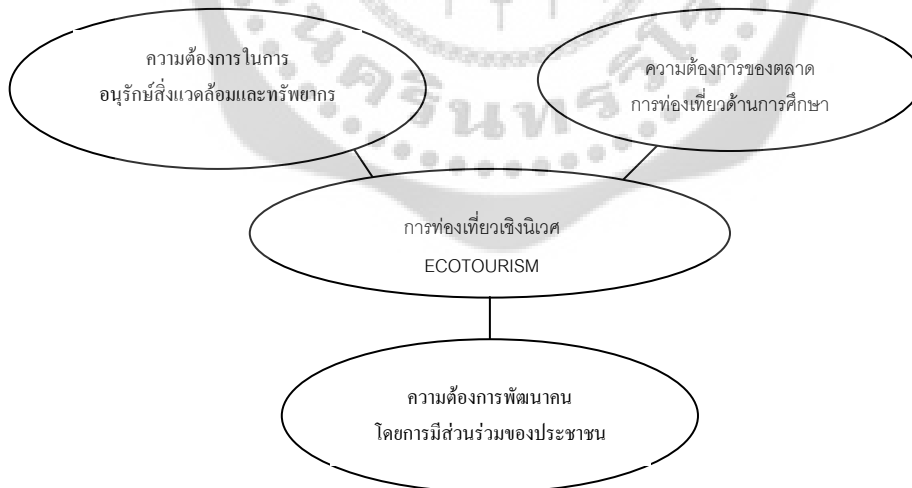 ความต้องการในการ
อนุรักษ์สิ่งแวดล้อมและทรัพยากร
ความต้องการของตลาด
การท่องเที่ยวด้านการศึกษา
การท่องเที่ยวเชิงนิเวศ
ECOTOURISM
ความต้องการพัฒนาคน
โดยการมีส่วนร่วมของประชาชน